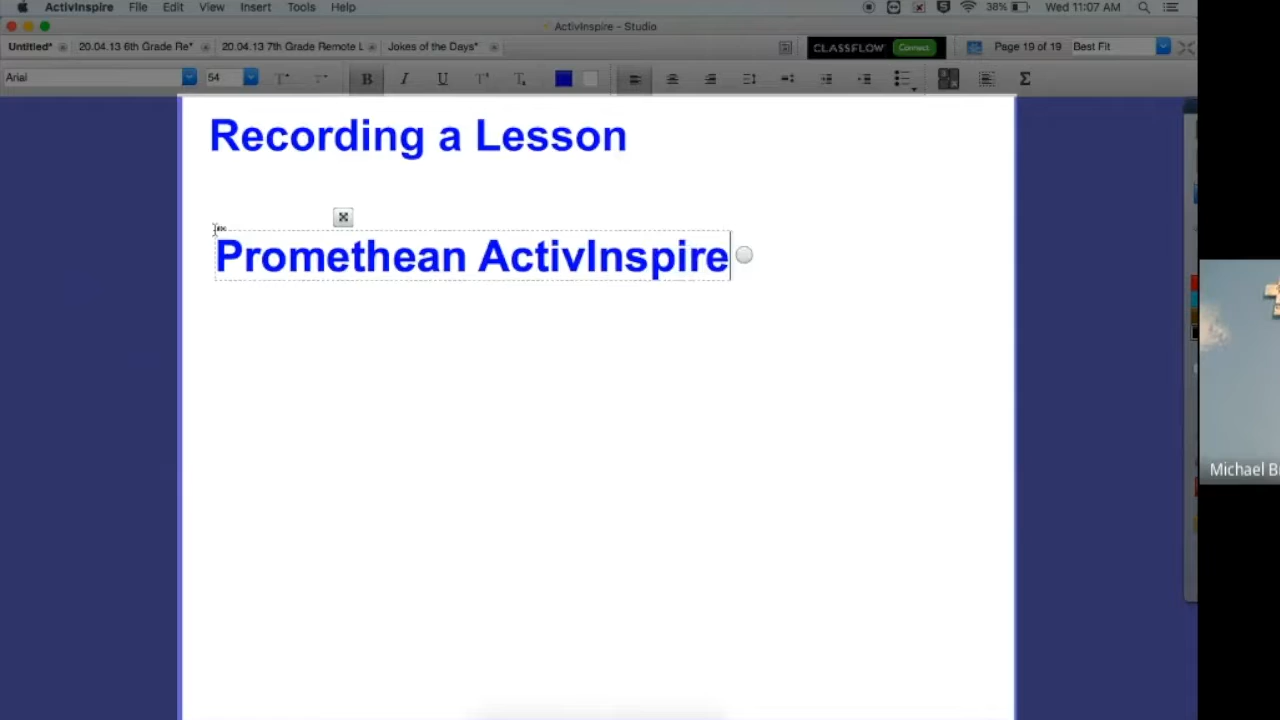 ActivInspire File Edit View Insert Tools Help 38% Wed 11:07 AM
ActivInspire - Studio
Untitled* 20.04.13 6th Grade Re* 20.04.13 7th Grade Remote L Jokes of the Days* CLASSFLOW Connect Page 19 of 19 Best Fit
Arial 54 B I U T T Σ
Recording a Lesson
Promethean ActivInspire
Michael B